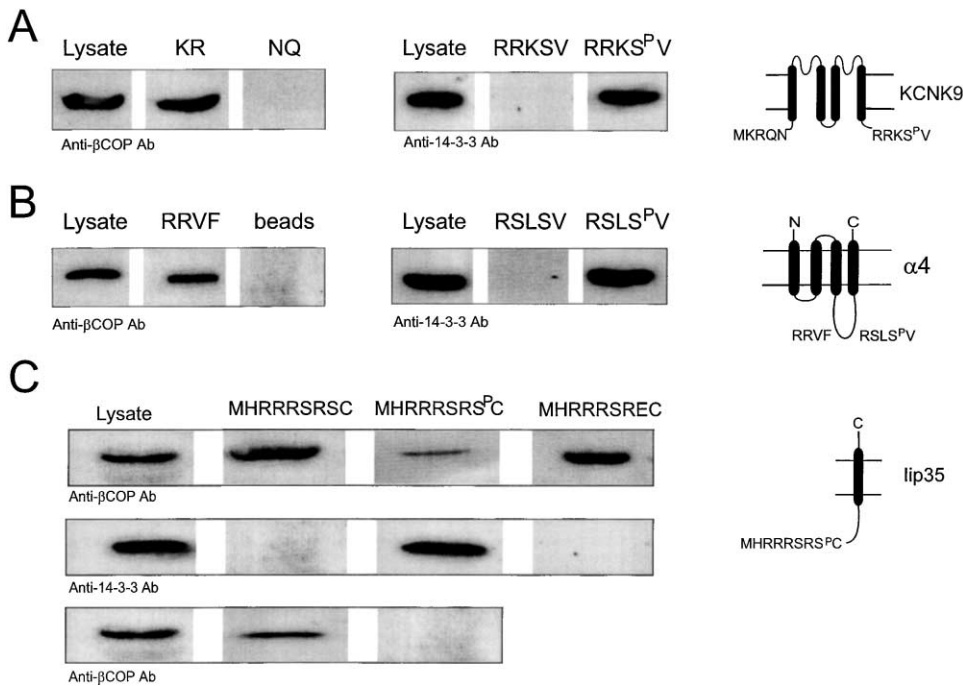 A
Lysate KR NQ
Anti-βCOP Ab
Lysate RRKSV RRKSᴾV
Anti-14-3-3 Ab
KCNK9
MKRQN RRKSᴾV
B
Lysate RRVF beads
Anti-βCOP Ab
Lysate RSLSV RSLSᴾV
Anti-14-3-3 Ab
N C
α4
RRVF RSLSᴾV
C
Lysate MHRRRSRSC MHRRRSRSᴾC MHRRRSREC
Anti-βCOP Ab
Anti-14-3-3 Ab
Anti-βCOP Ab
C
lip35
MHRRRSRSᴾC